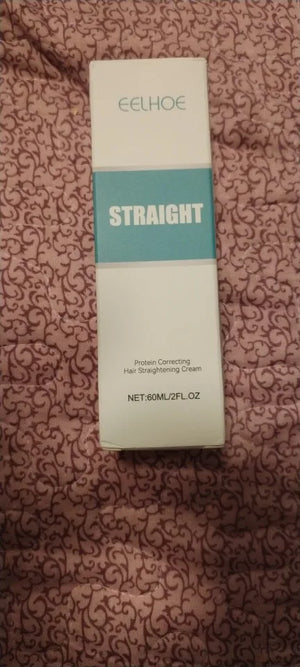 EELHOE
STRAIGHT
Protein Correcting
Hair Straightening Cream
NET:60ML/2FL.OZ